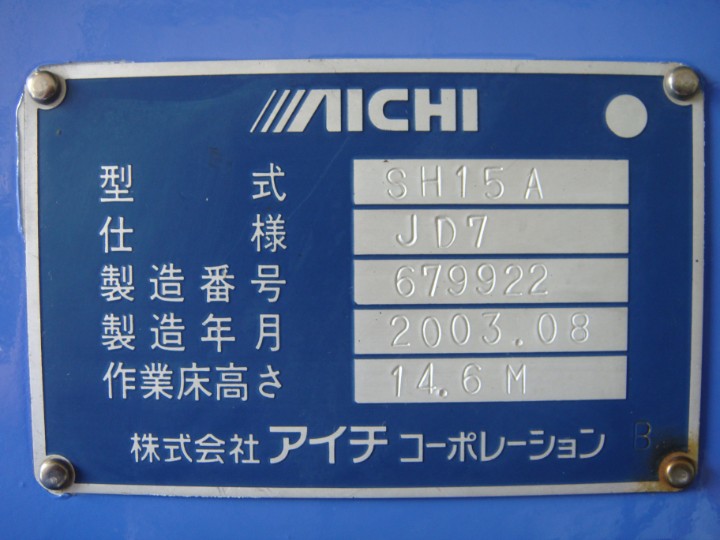 AICHI
型式 SH15A
仕様 JD7
製造番号 679922
製造年月 2003.08
作業床高さ 14.6M
株式会社アイチコーポレーション B